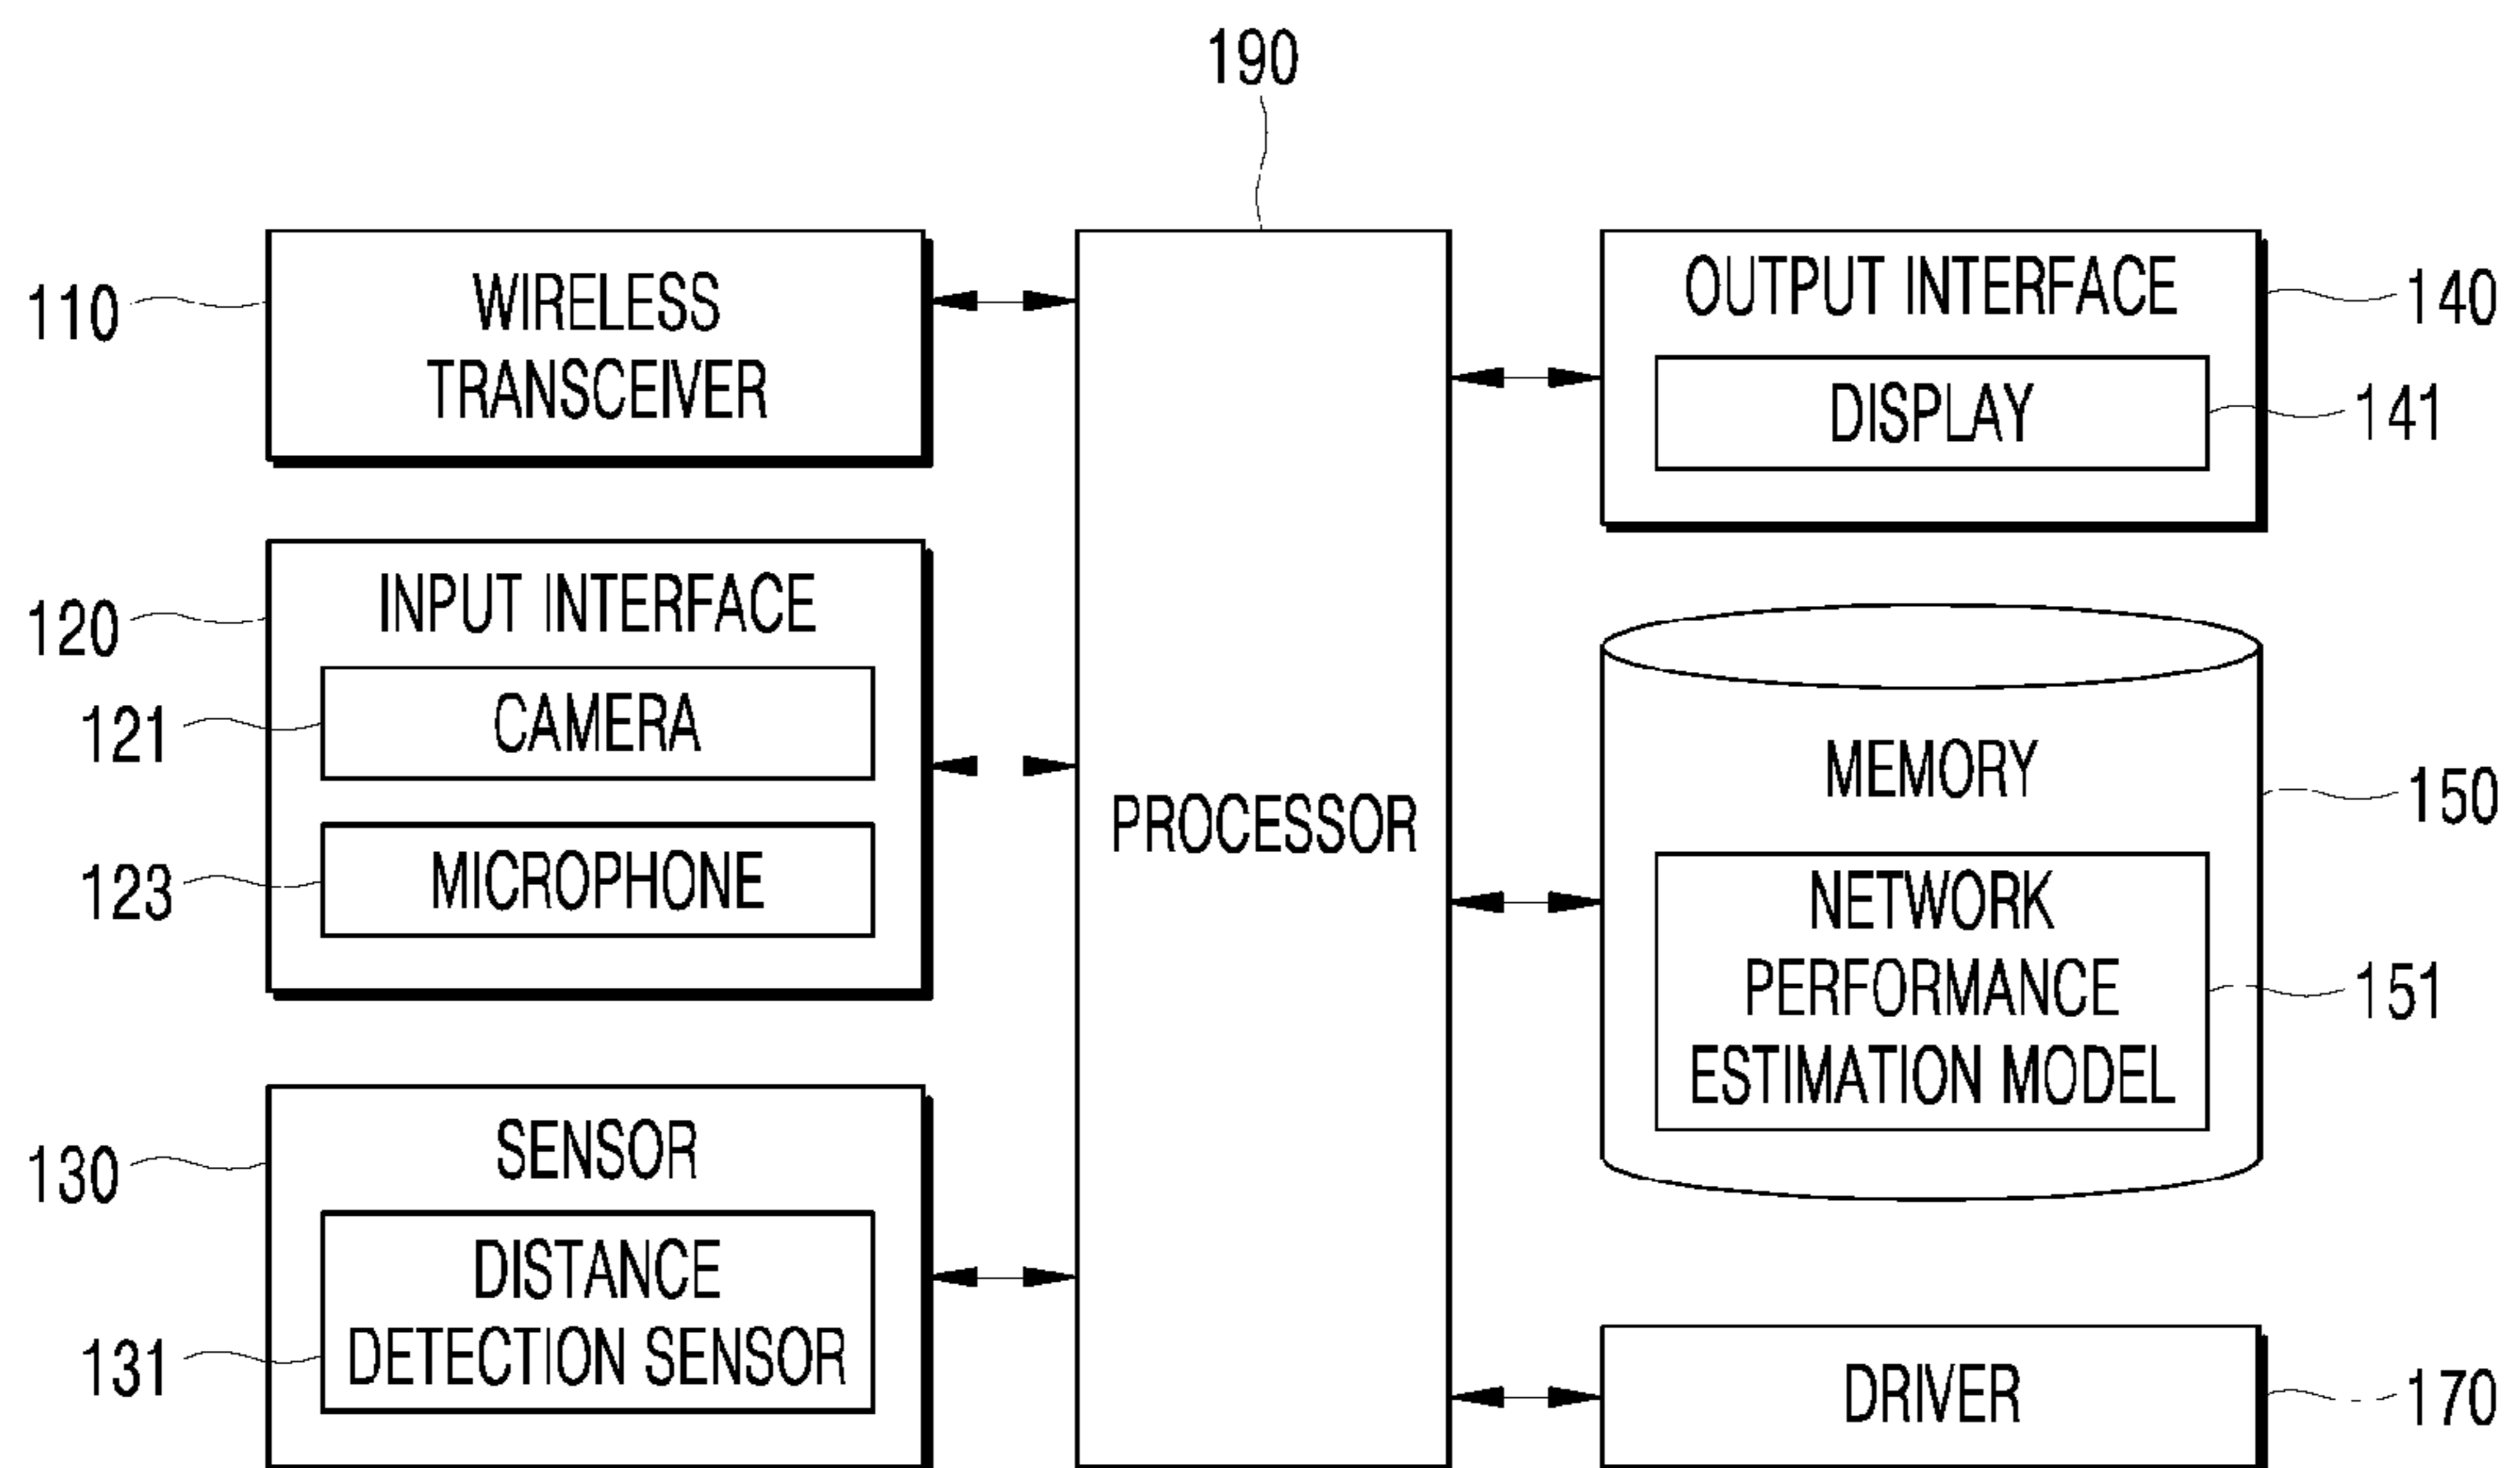 190
110
WIRELESS
TRANSCEIVER
120
INPUT INTERFACE
121
CAMERA
123
MICROPHONE
130
SENSOR
131
DISTANCE
DETECTION SENSOR
PROCESSOR
OUTPUT INTERFACE
140
DISPLAY
141
MEMORY
150
NETWORK
PERFORMANCE
ESTIMATION MODEL
151
DRIVER
170